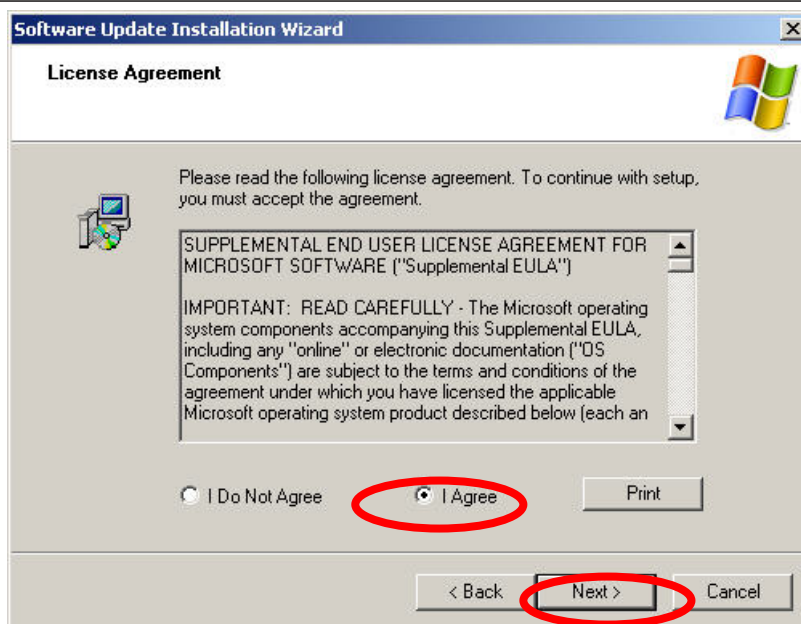 Software Update Installation Wizard
License Agreement
Please read the following license agreement. To continue with setup,
you must accept the agreement.
SUPPLEMENTAL END USER LICENSE AGREEMENT FOR
MICROSOFT SOFTWARE ("Supplemental EULA")
IMPORTANT: READ CAREFULLY - The Microsoft operating
system components accompanying this Supplemental EULA,
including any "online" or electronic documentation ("OS
Components") are subject to the terms and conditions of the
agreement under which you have licensed the applicable
Microsoft operating system product described below (each an
I Do Not Agree
I Agree
Print
< Back
Next >
Cancel